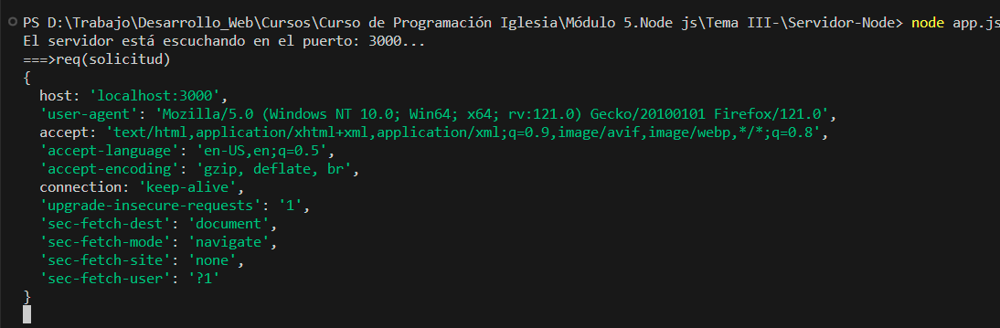 PS D:\Trabajo\Desarrollo_Web\Cursos\Curso de Programación Iglesia\Módulo 5.Node js\Tema III-\Servidor-Node> node app.js
El servidor está escuchando en el puerto: 3000...
===>req(solicitud)
{
  host: 'localhost:3000',
  'user-agent': 'Mozilla/5.0 (Windows NT 10.0; Win64; x64; rv:121.0) Gecko/20100101 Firefox/121.0',
  accept: 'text/html,application/xhtml+xml,application/xml;q=0.9,image/avif,image/webp,*/*;q=0.8',
  'accept-language': 'en-US,en;q=0.5',
  'accept-encoding': 'gzip, deflate, br',
  connection: 'keep-alive',
  'upgrade-insecure-requests': '1',
  'sec-fetch-dest': 'document',
  'sec-fetch-mode': 'navigate',
  'sec-fetch-site': 'none',
  'sec-fetch-user': '?1'
}